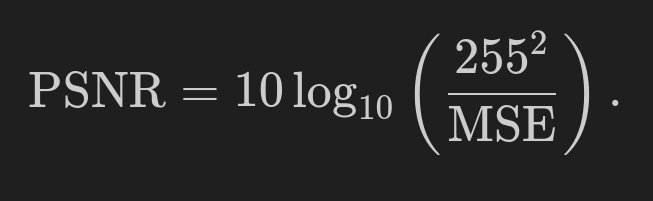 PSNR = 10 log₁₀ (255² / MSE).